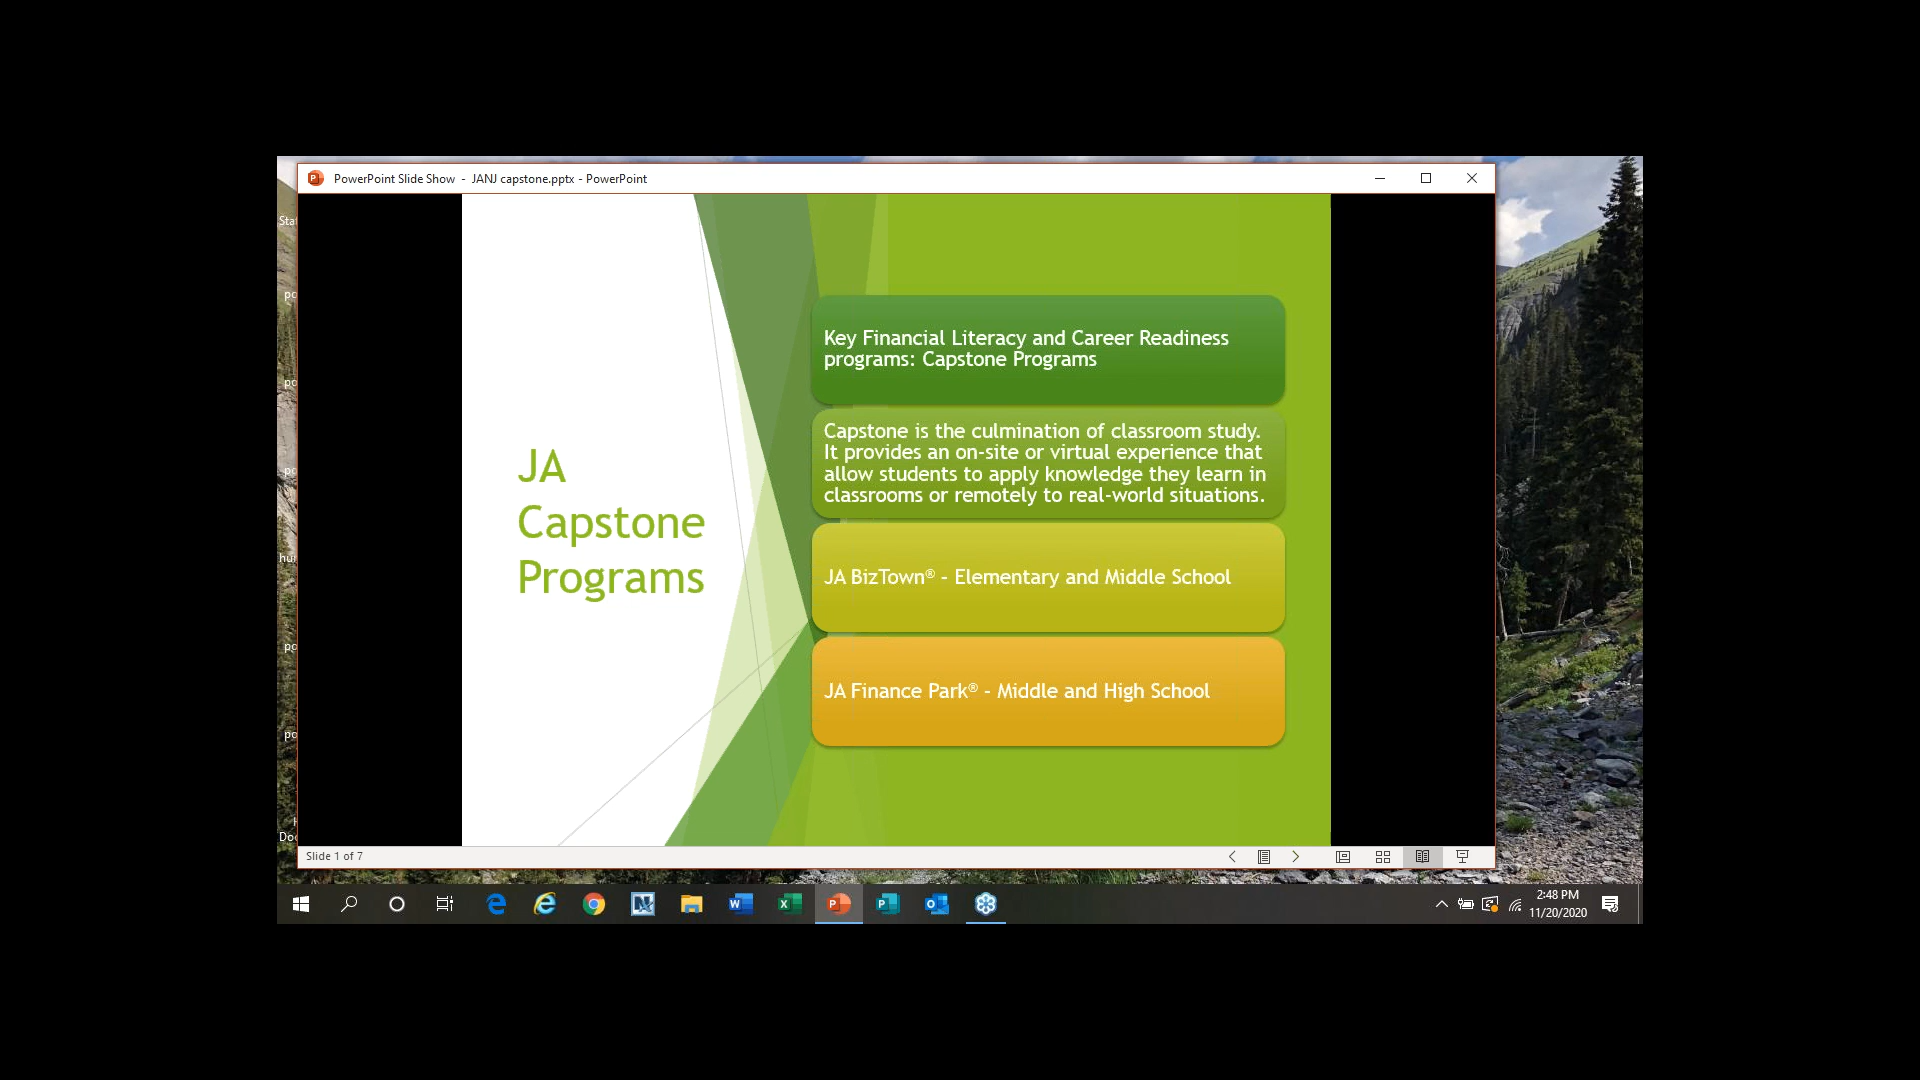 PowerPoint Slide Show - JANJ capstone.pptx - PowerPoint
JA
Capstone
Programs
Key Financial Literacy and Career Readiness
programs: Capstone Programs
Capstone is the culmination of classroom study.
It provides an on-site or virtual experience that
allow students to apply knowledge they learn in
classrooms or remotely to real-world situations.
JA BizTown® - Elementary and Middle School
JA Finance Park® - Middle and High School
Slide 1 of 7
2:48 PM
11/20/2020